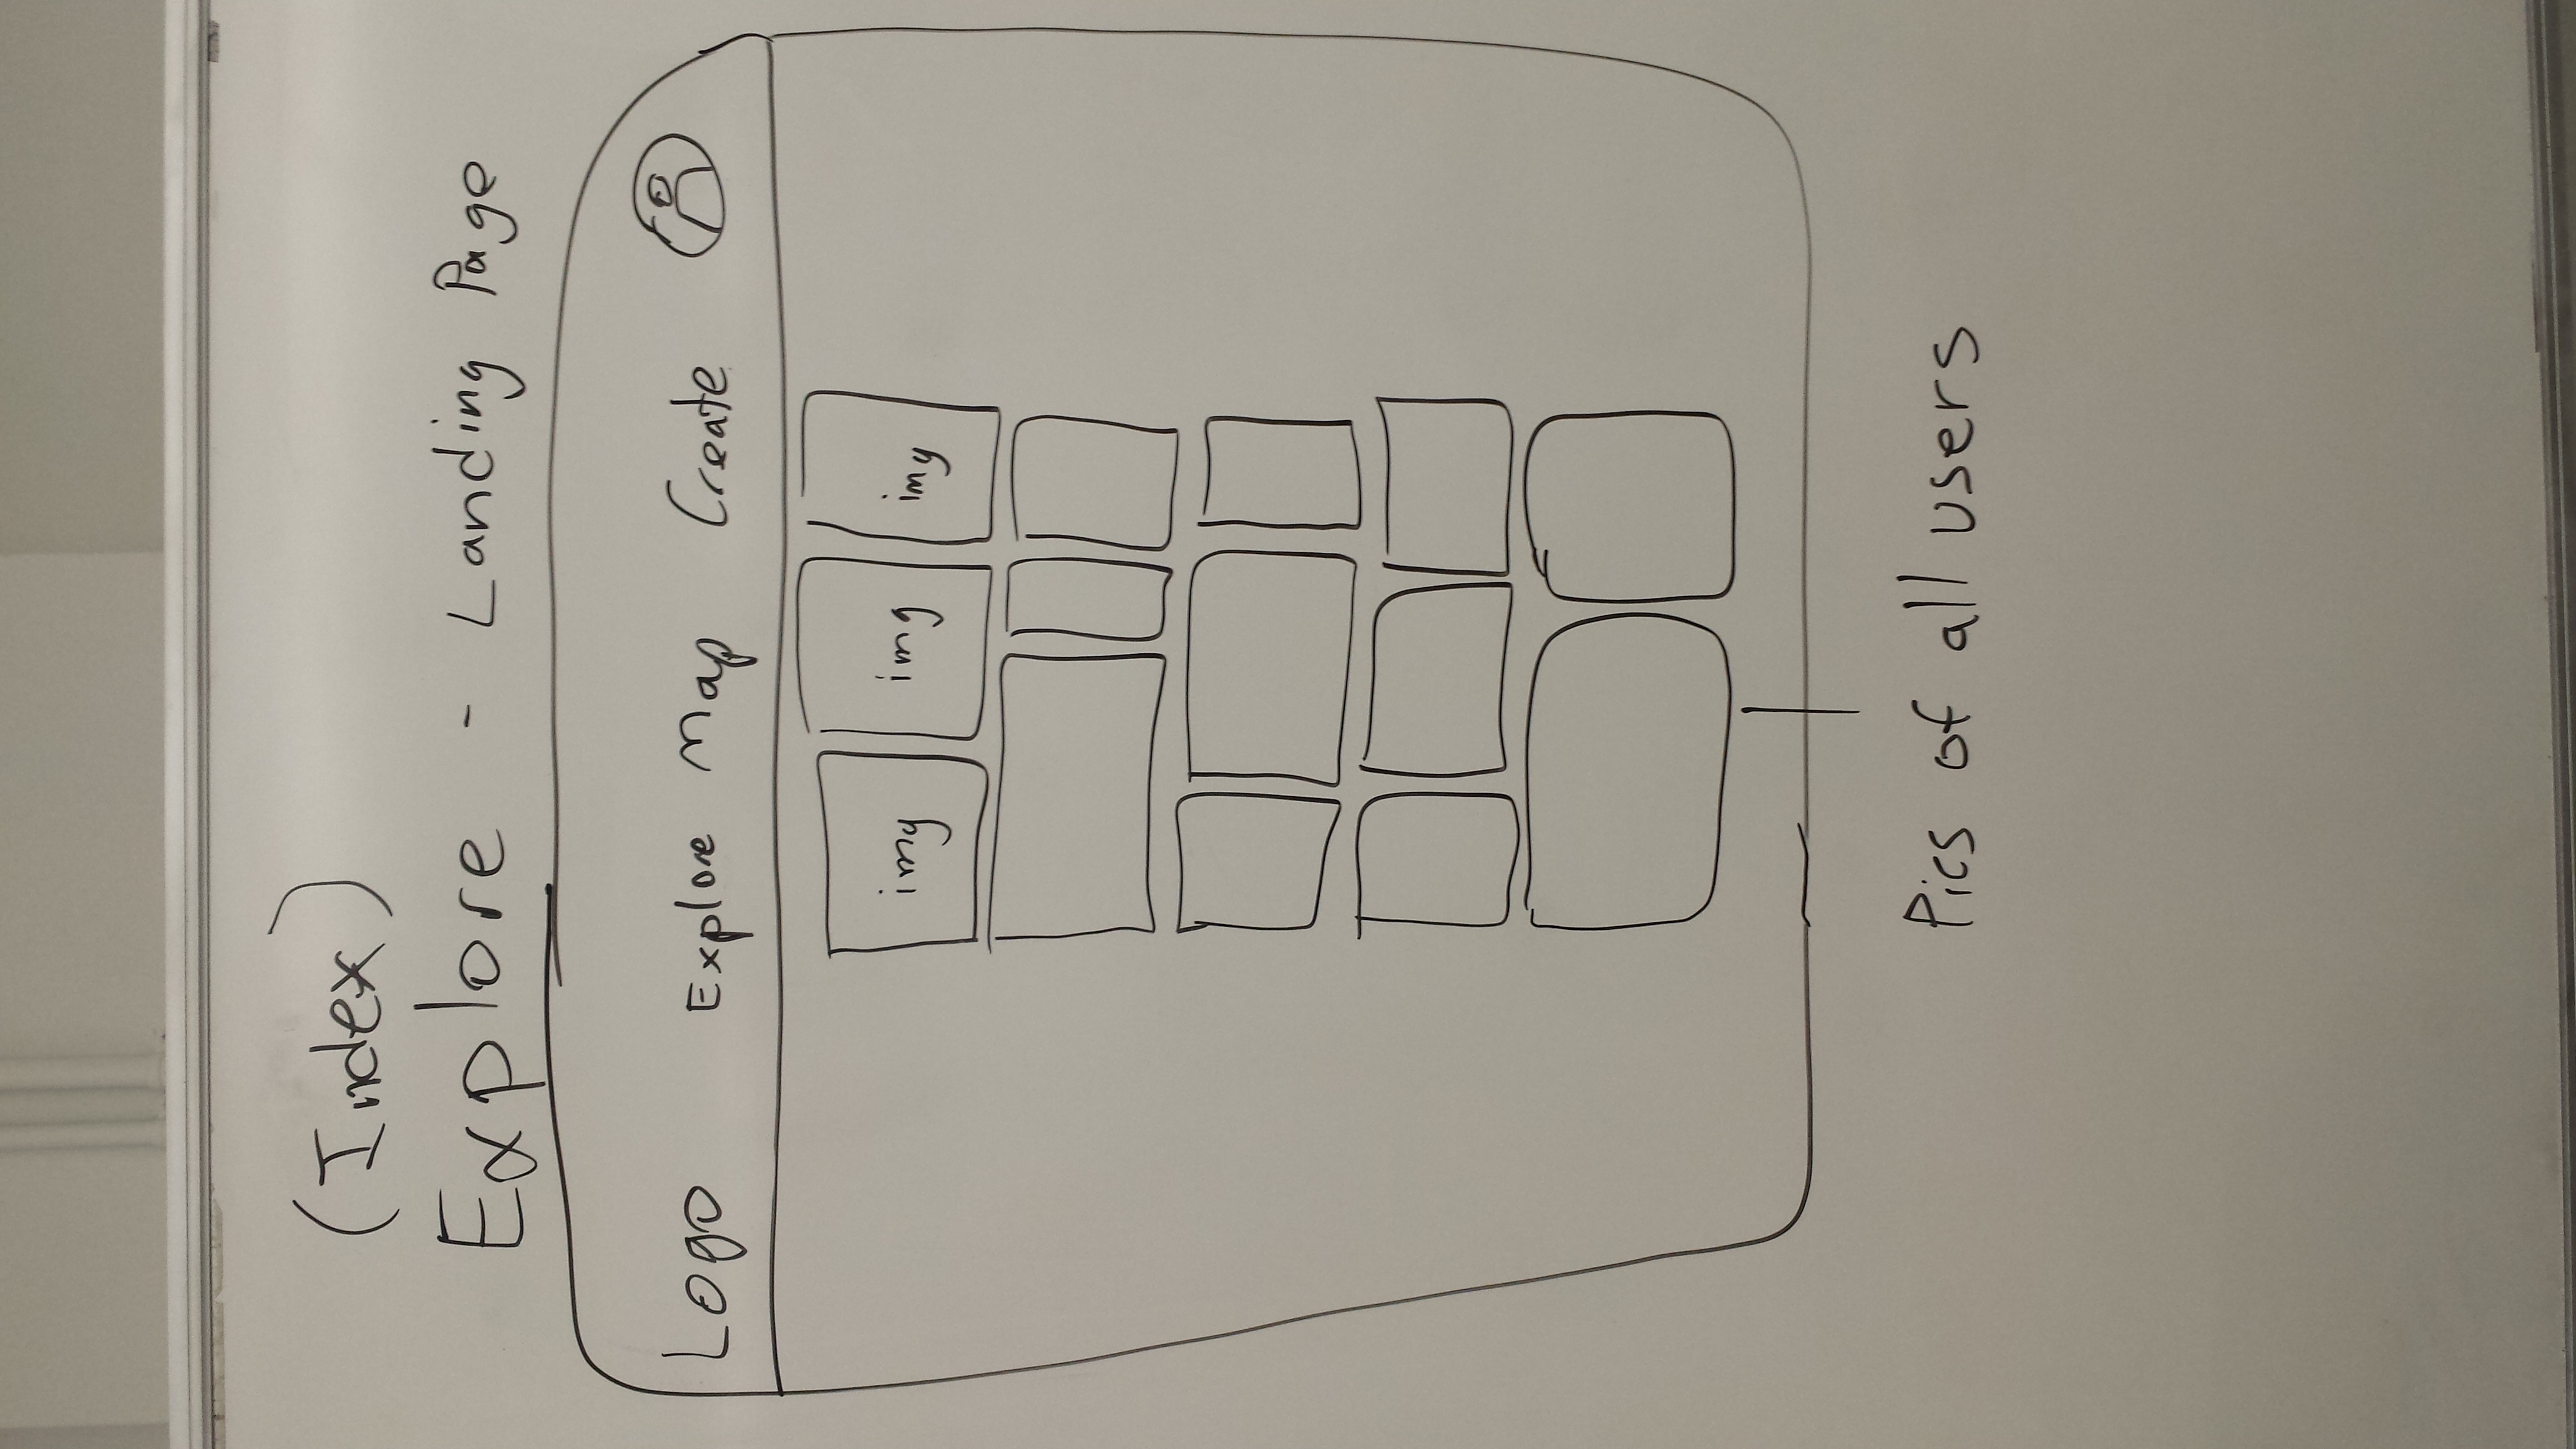 (Index)
Explore - Landing Page
Logo Explore Map Create
img img img
Pics of all users